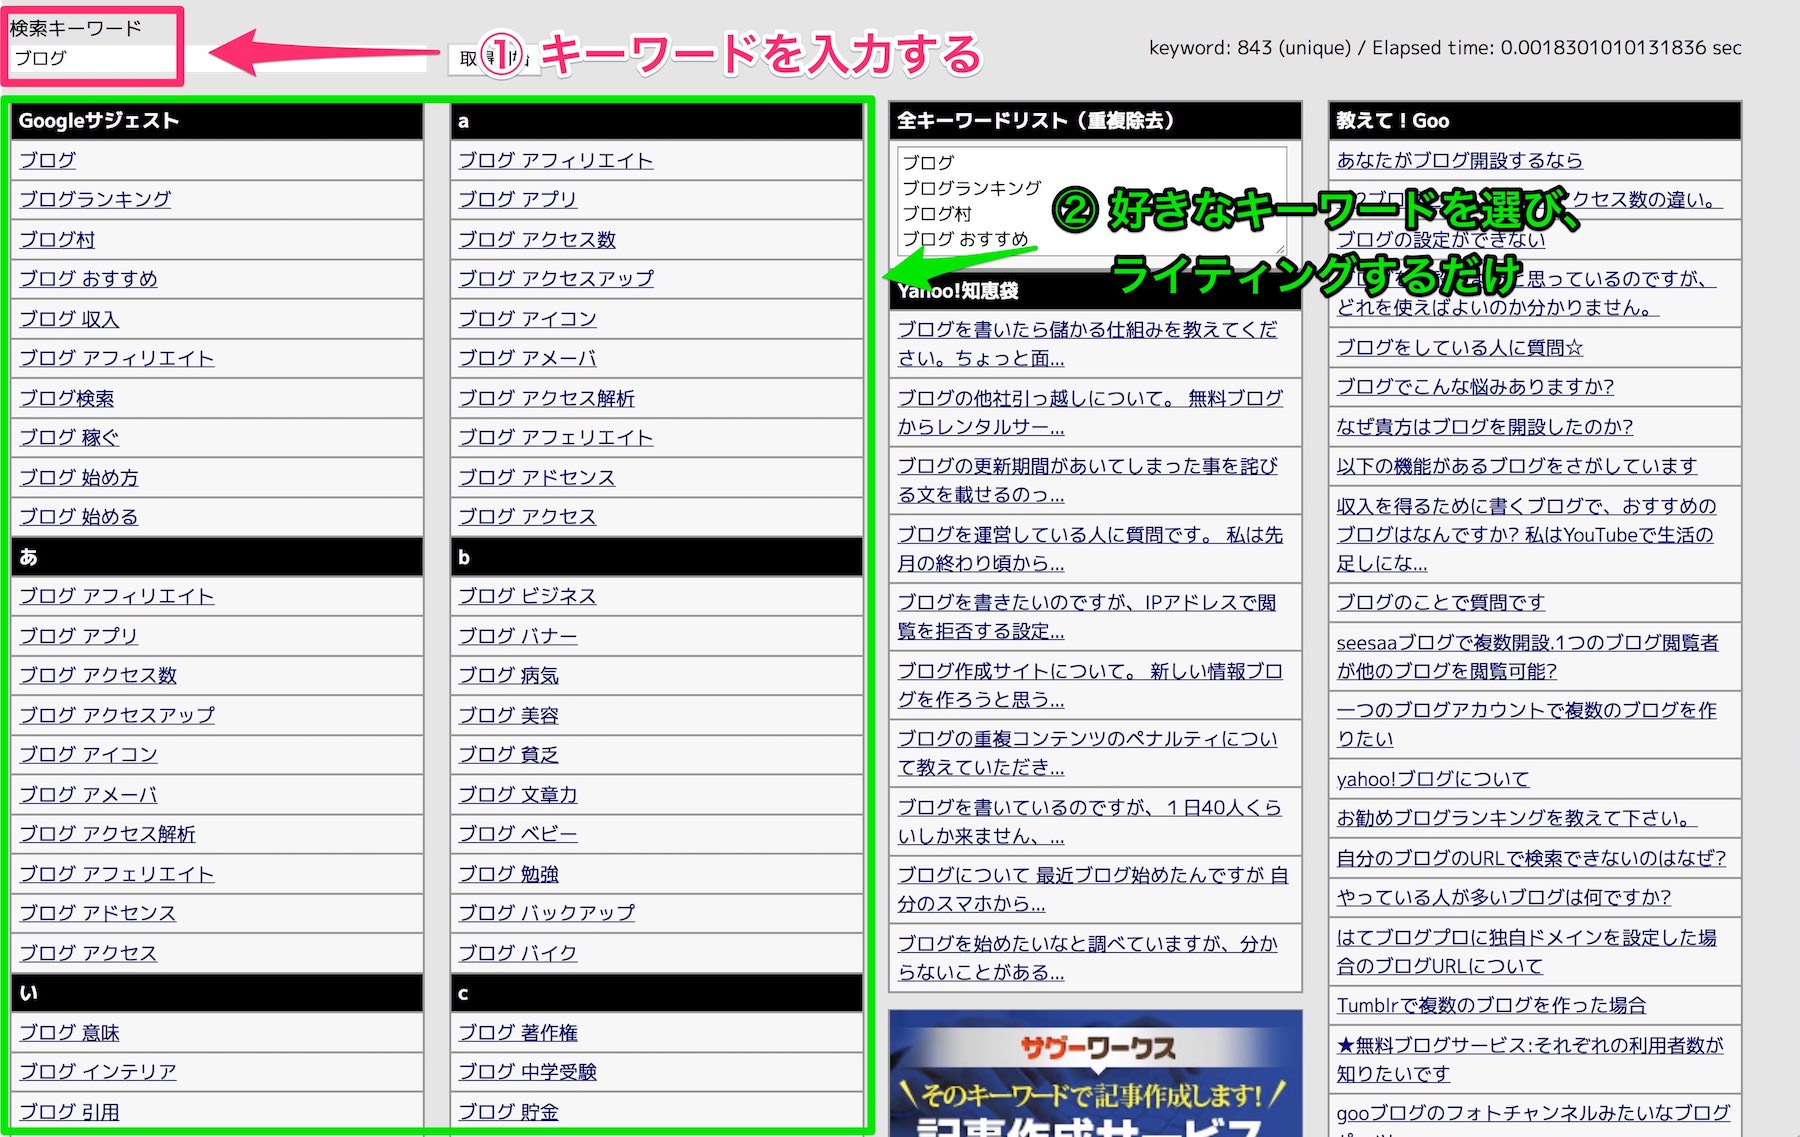 検索キーワード
ブログ
① キーワードを入力する
keyword: 843 (unique) / Elapsed time: 0.0018301010131836 sec
Googleサジェスト
ブログ
ブログランキング
ブログ村
ブログ おすすめ
ブログ 収入
ブログ アフィリエイト
ブログ検索
ブログ 稼ぐ
ブログ 始め方
ブログ 始める
あ
ブログ アフィリエイト
ブログ アプリ
ブログ アクセス数
ブログ アクセスアップ
ブログ アイコン
ブログ アメーバ
ブログ アクセス解析
ブログ アフェリエイト
ブログ アドセンス
ブログ アクセス
い
ブログ 意味
ブログ インテリア
ブログ 引用
a
ブログ アフィリエイト
ブログ アプリ
ブログ アクセス数
ブログ アクセスアップ
ブログ アイコン
ブログ アメーバ
ブログ アクセス解析
ブログ アフェリエイト
ブログ アドセンス
ブログ アクセス
b
ブログ ビジネス
ブログ バナー
ブログ 病気
ブログ 美容
ブログ 貧乏
ブログ 文章力
ブログ ベビー
ブログ 勉強
ブログ バックアップ
ブログ バイク
c
ブログ 著作権
ブログ 中学受験
ブログ 貯金
全キーワードリスト（重複除去）
ブログ
ブログランキング
ブログ村
ブログ おすすめ
② 好きなキーワードを選び、
ライティングするだけ
Yahoo!知恵袋
ブログを書いたら儲かる仕組みを教えてくだ
さい。ちょっと面...
ブログの他社引っ越しについて。 無料ブログ
からレンタルサー...
ブログの更新期間があいてしまった事を詫び
る文を載せるのっ...
ブログを運営している人に質問です。 私は先
月の終わり頃から...
ブログを書きたいのですが、IPアドレスで閲
覧を拒否する設定...
ブログ作成サイトについて。 新しい情報ブロ
グを作ろうと思う...
ブログの重複コンテンツのペナルティについ
て教えていただき...
ブログを書いているのですが、１日40人くら
いしか来ません、...
ブログについて 最近ブログ始めたんですが 自
分のスマホから...
ブログを始めたいなと調べていますが、分か
らないことがある...
サグーワークス
そのキーワードで記事作成します!
記事作成サービス
教えて！Goo
あなたがブログ開設するなら
アクセス数の違い。
ブログの設定ができない
と思っているのですが、
どれを使えばよいのか分かりません。
ブログをしている人に質問☆
ブログでこんな悩みありますか?
なぜ貴方はブログを開設したのか?
以下の機能があるブログをさがしています
収入を得るために書くブログで、おすすめの
ブログはなんですか? 私はYouTubeで生活の
足しにな...
ブログのことで質問です
seesaaブログで複数開設.1つのブログ閲覧者
が他のブログを閲覧可能?
一つのブログアカウントで複数のブログを作
りたい
yahoo!ブログについて
お勧めブログランキングを教えて下さい。
自分のブログのURLで検索できないのはなぜ?
やっている人が多いブログは何ですか?
はてブログプロに独自ドメインを設定した場
合のブログURLについて
Tumblrで複数のブログを作った場合
★無料ブログサービス:それぞれの利用者数が
知りたいです
gooブログのフォトチャンネルみたいなブログ